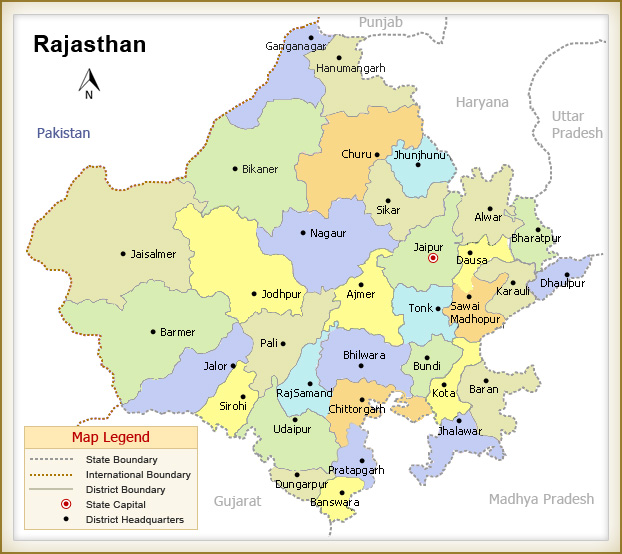 Punjab
Rajasthan
Ganganagar
Hanumangarh
N
Haryana
Uttar
Pradesh
Pakistan
Churu
Jhunjhunu
Bikaner
Sikar
Alwar
Nagaur
Jaipur
Bharatpur
Jaisalmer
Dausa
Dhaulpur
Jodhpur
Ajmer
Karauli
Tonk
Sawai
Madhopur
Barmer
Pali
Bhilwara
Jalor
Bundi
RajSamand
Kota
Baran
Sirohi
Chittorgarh
Udaipur
Jhalawar
Pratapgarh
Dungarpur
Banswara
Gujarat
Madhya Pradesh
Map Legend
State Boundary
International Boundary
District Boundary
State Capital
District Headquarters